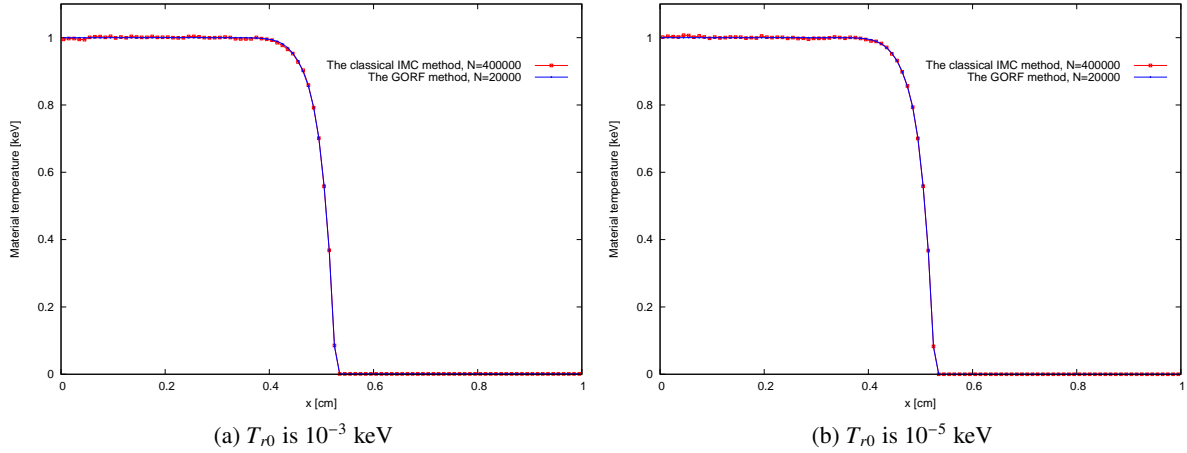 The classical IMC method, N=400000
The GORF method, N=20000
Material temperature [keV]
1
0.8
0.6
0.4
0.2
0
0 0.2 0.4 0.6 0.8 1
x [cm]
(a) T_{r0} is 10^{−3} keV
The classical IMC method, N=400000
The GORF method, N=20000
Material temperature [keV]
1
0.8
0.6
0.4
0.2
0
0 0.2 0.4 0.6 0.8 1
x [cm]
(b) T_{r0} is 10^{−5} keV